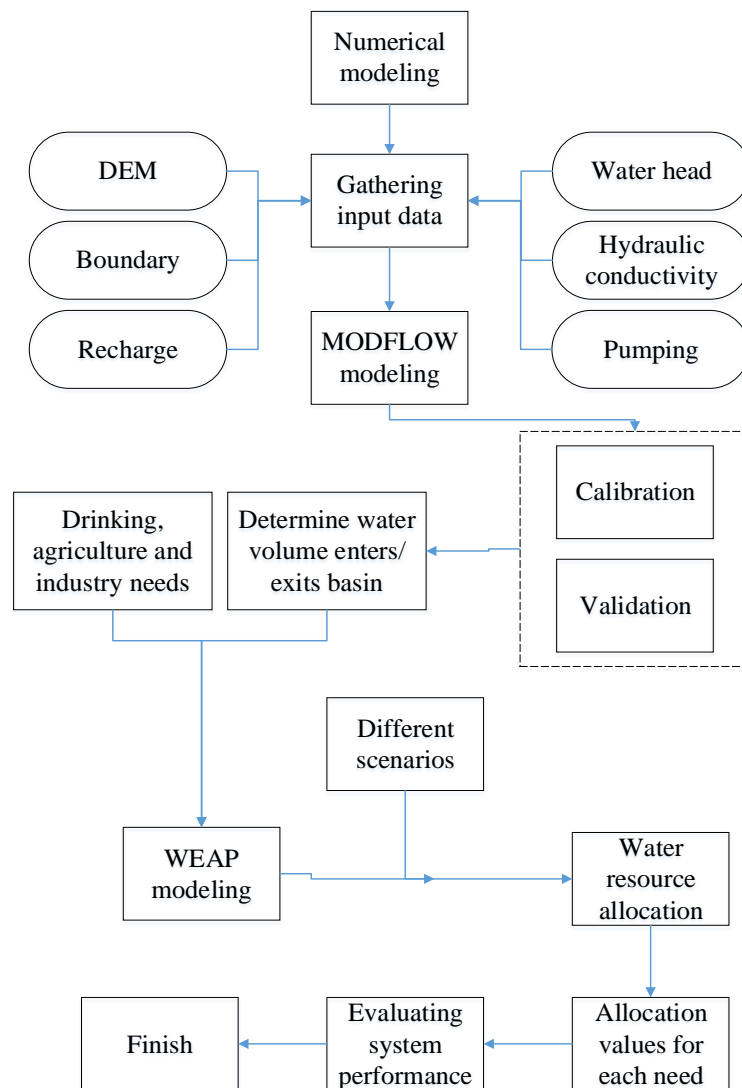 Numerical
modeling
DEM
Gathering
input data
Water head
Boundary
Hydraulic
conductivity
Recharge
MODFLOW
modeling
Pumping
Calibration
Drinking,
agriculture and
industry needs
Determine water
volume enters/
exits basin
Validation
Different
scenarios
WEAP
modeling
Water
resource
allocation
Finish
Evaluating
system
performance
Allocation
values for
each need